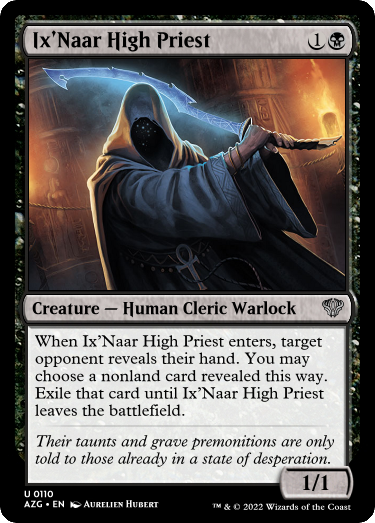 Ix'Naar High Priest
1
Creature — Human Cleric Warlock
When Ix'Naar High Priest enters, target
opponent reveals their hand. You may
choose a nonland card revealed this way.
Exile that card until Ix'Naar High Priest
leaves the battlefield.
Their taunts and grave premonitions are only
told to those already in a state of desperation.
1/1
U 0110
AZG • EN Aurelien Hubert
™ & © 2022 Wizards of the Coast